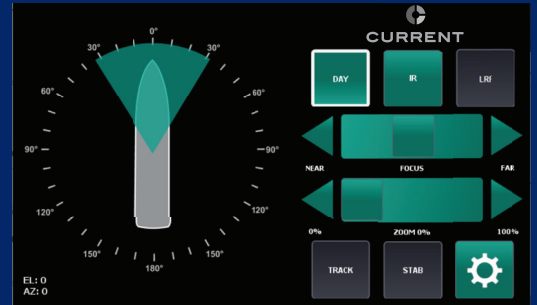 CURRENT
0°
30° 30°
60° 60°
90° 90°
120° 120°
150° 150°
180°
DAY IR LRF
NEAR FOCUS FAR
0% ZOOM 0% 100%
TRACK STAB
EL: 0
AZ: 0